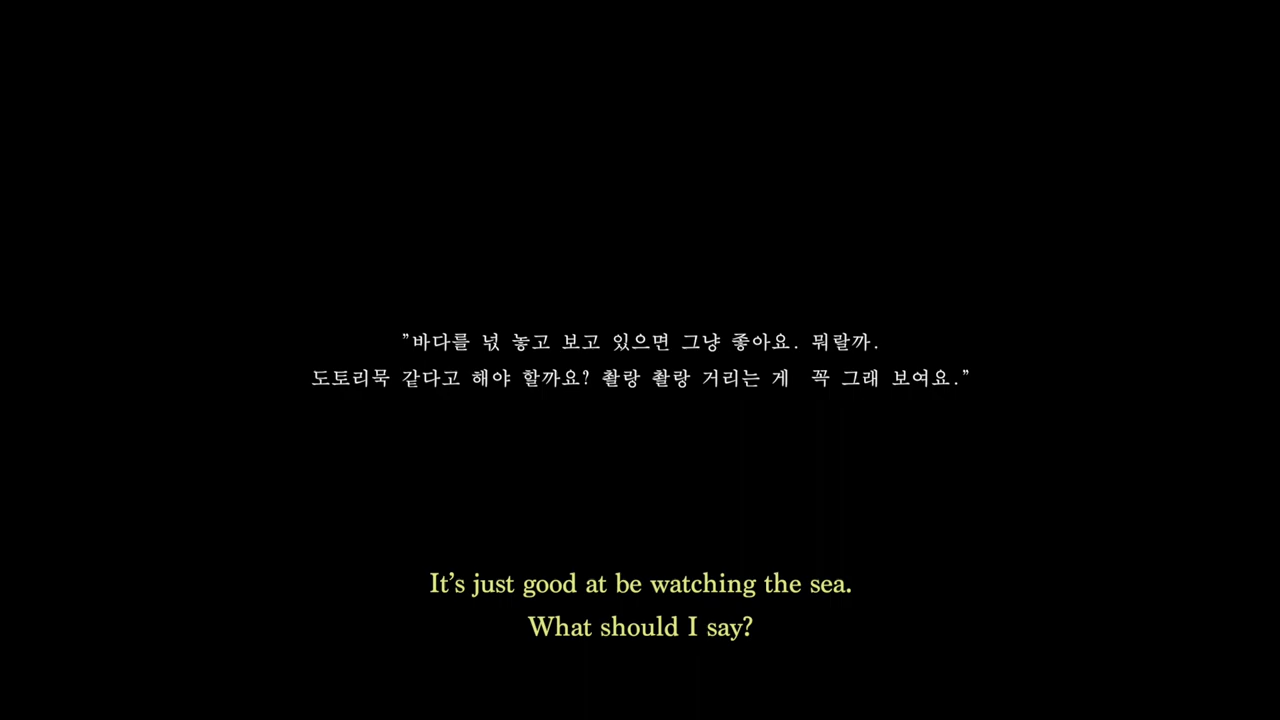 ”바다를 넋 놓고 보고 있으면 그냥 좋아요. 뭐랄까.
도토리묵 같다고 해야 할까요? 촬랑 촬랑 거리는 게 꼭 그래 보여요.”
It’s just good at be watching the sea.
What should I say?